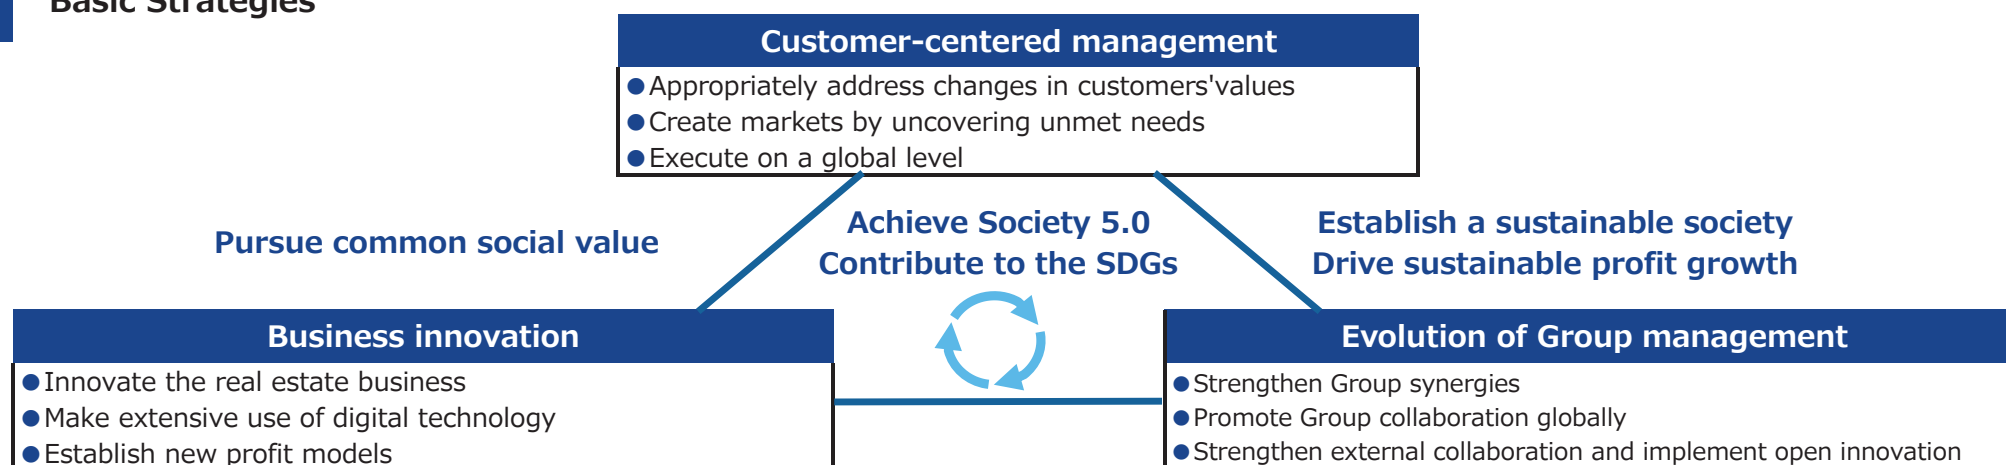 Basic Strategies
Customer-centered management
●Appropriately address changes in customers'values
●Create markets by uncovering unmet needs
●Execute on a global level
Pursue common social value
Achieve Society 5.0
Contribute to the SDGs
Establish a sustainable society
Drive sustainable profit growth
Business innovation
●Innovate the real estate business
●Make extensive use of digital technology
●Establish new profit models
Evolution of Group management
●Strengthen Group synergies
●Promote Group collaboration globally
●Strengthen external collaboration and implement open innovation